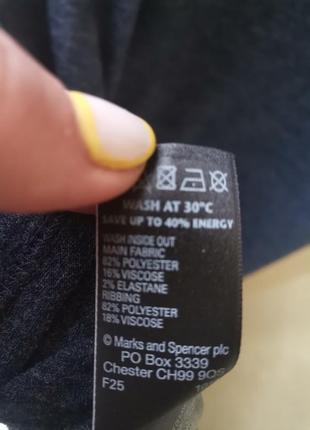 WASH AT 30°C
SAVE UP TO 40% ENERGY
WASH INSIDE OUT
MAIN FABRIC
82% POLYESTER
16% VISCOSE
2% ELASTANE
RIBBING
82% POLYESTER
18% VISCOSE
© Marks and Spencer plc
PO Box 3339
Chester CH99 9QS
F25